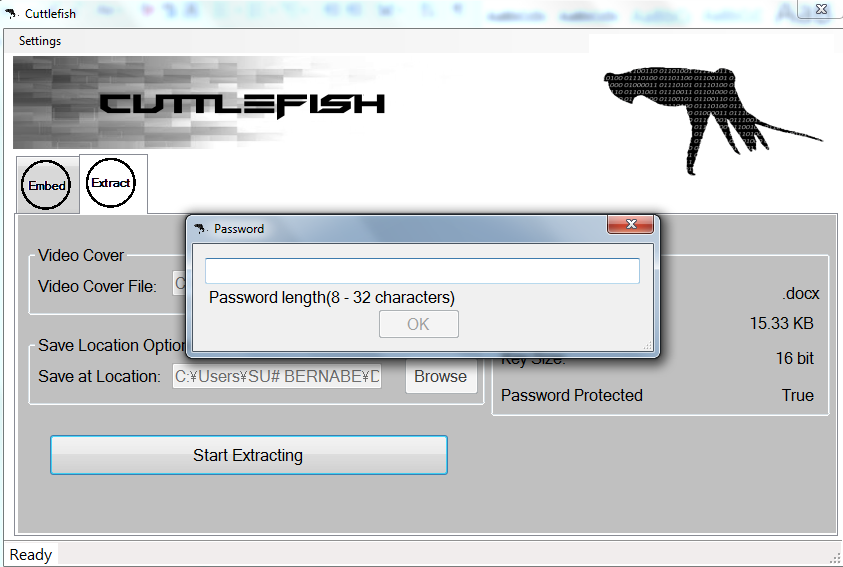 Cuttlefish
Settings
CUTTLEFISH
Embed
Extract
Password
Password length(8 - 32 characters)
OK
Video Cover
Video Cover File: C
.docx
15.33 KB
Key Size: 16 bit
Password Protected True
Save Location Optio
Save at Location: C:¥Users¥SU# BERNABE¥D Browse
Start Extracting
Ready